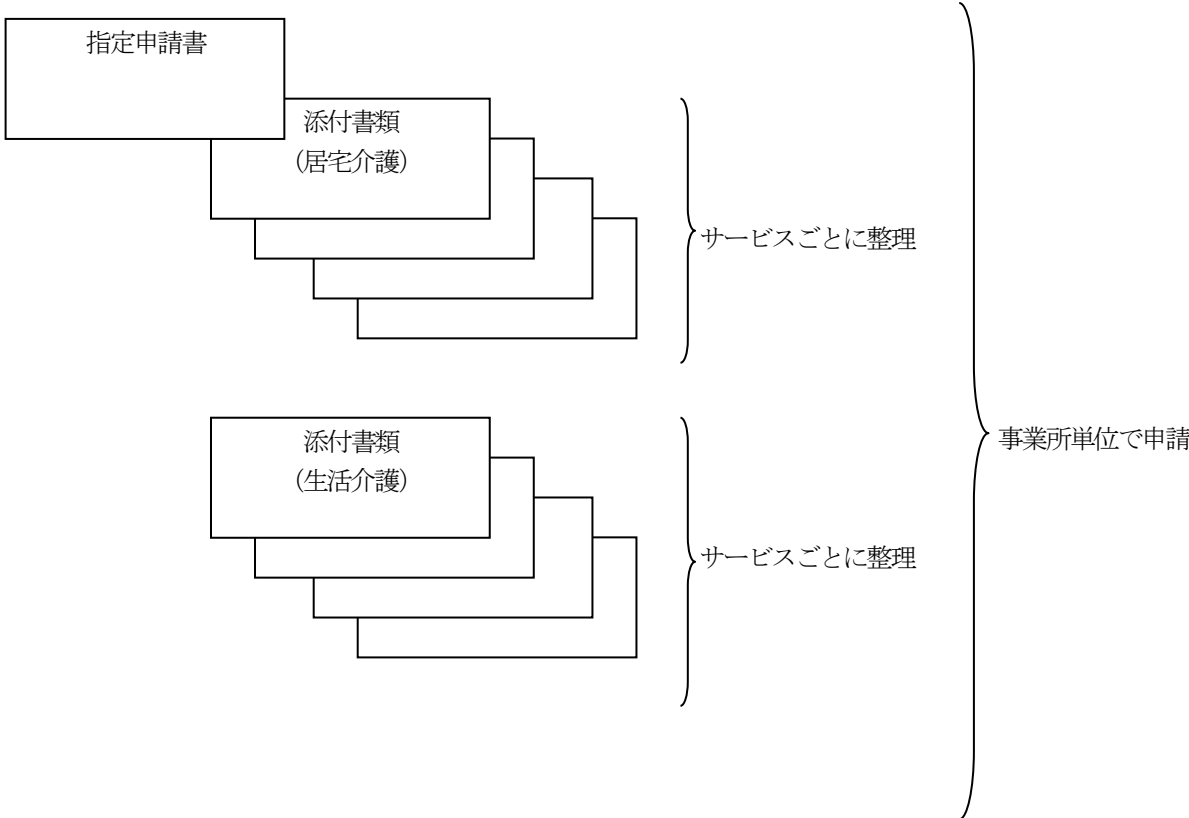 指定申請書
添付書類
（居宅介護）
サービスごとに整理
添付書類
（生活介護）
サービスごとに整理
事業所単位で申請